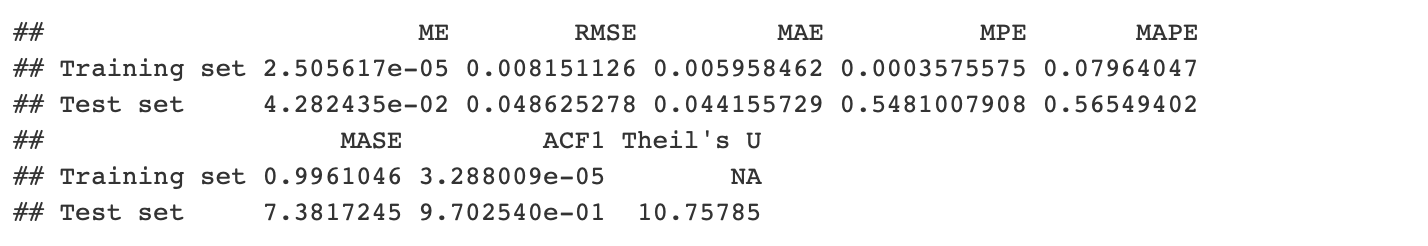 ##                        ME        RMSE         MAE          MPE       MAPE
## Training set 2.505617e-05 0.008151126 0.005958462 0.0003575575 0.07964047
## Test set     4.282435e-02 0.048625278 0.044155729 0.5481007908 0.56549402
##                   MASE         ACF1 Theil's U
## Training set 0.9961046 3.288009e-05        NA
## Test set     7.3817245 9.702540e-01  10.75785